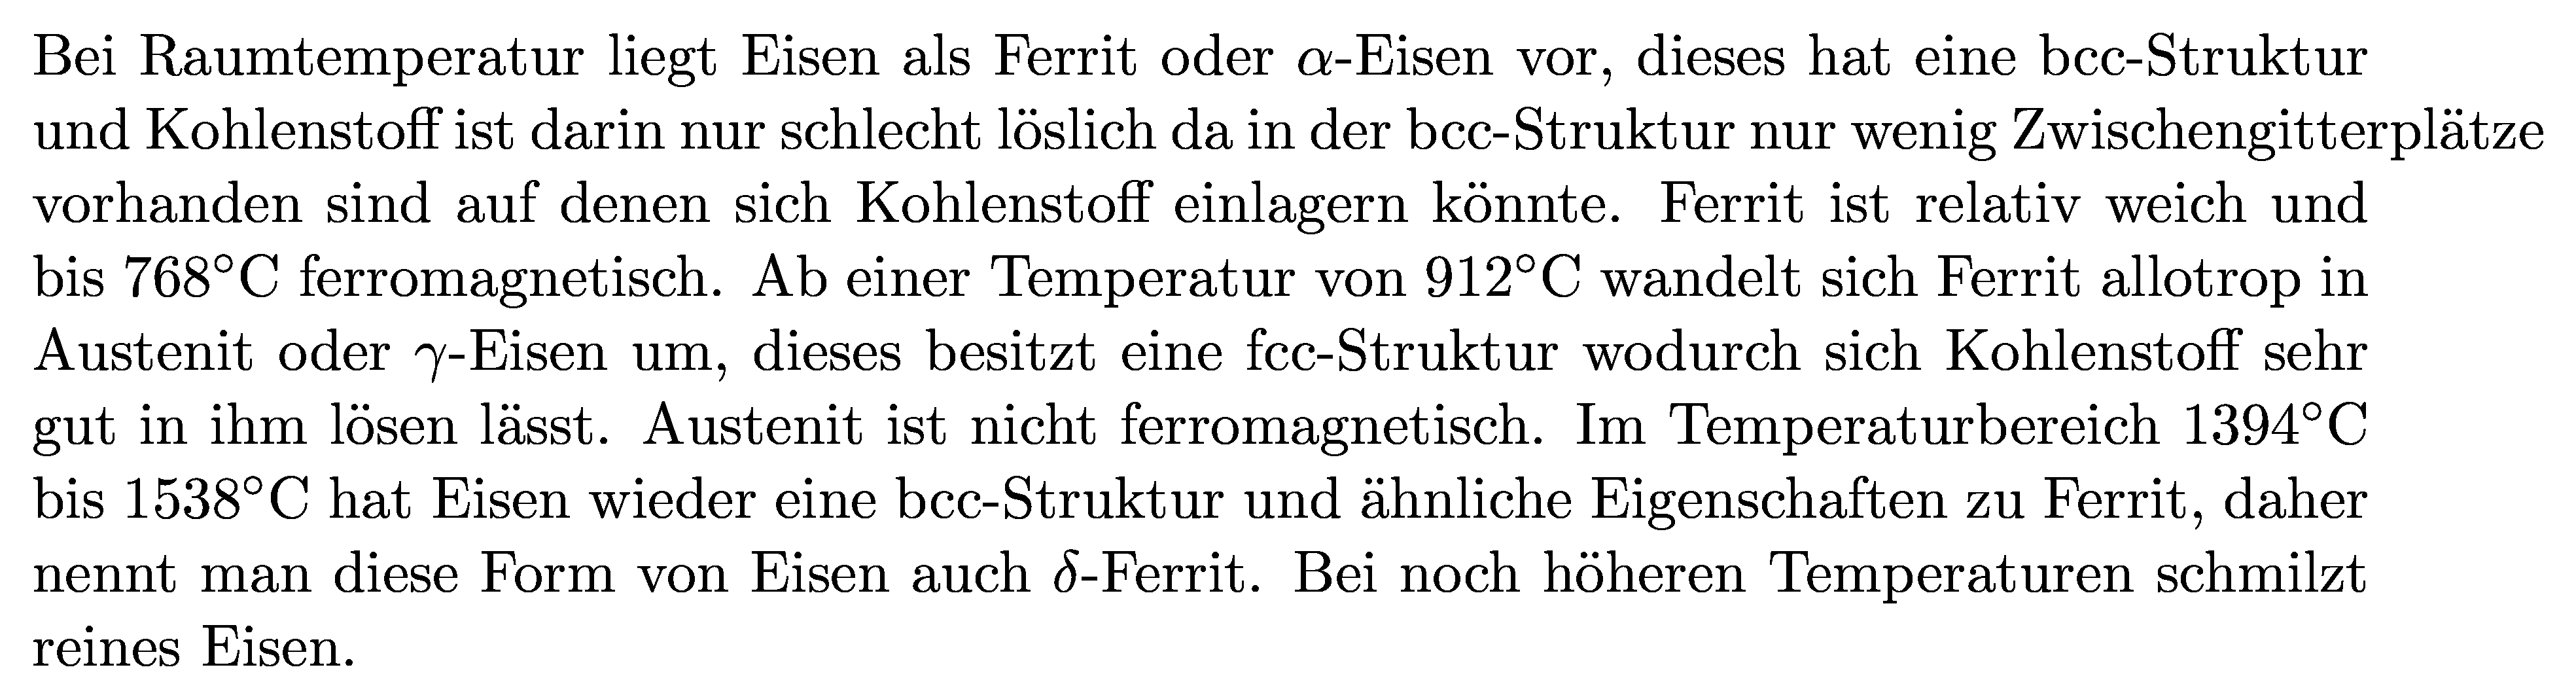 Bei Raumtemperatur liegt Eisen als Ferrit oder α-Eisen vor, dieses hat eine bcc-Struktur
und Kohlenstoff ist darin nur schlecht löslich da in der bcc-Struktur nur wenig Zwischengitterplätze
vorhanden sind auf denen sich Kohlenstoff einlagern könnte. Ferrit ist relativ weich und
bis 768°C ferromagnetisch. Ab einer Temperatur von 912°C wandelt sich Ferrit allotrop in
Austenit oder γ-Eisen um, dieses besitzt eine fcc-Struktur wodurch sich Kohlenstoff sehr
gut in ihm lösen lässt. Austenit ist nicht ferromagnetisch. Im Temperaturbereich 1394°C
bis 1538°C hat Eisen wieder eine bcc-Struktur und ähnliche Eigenschaften zu Ferrit, daher
nennt man diese Form von Eisen auch δ-Ferrit. Bei noch höheren Temperaturen schmilzt
reines Eisen.